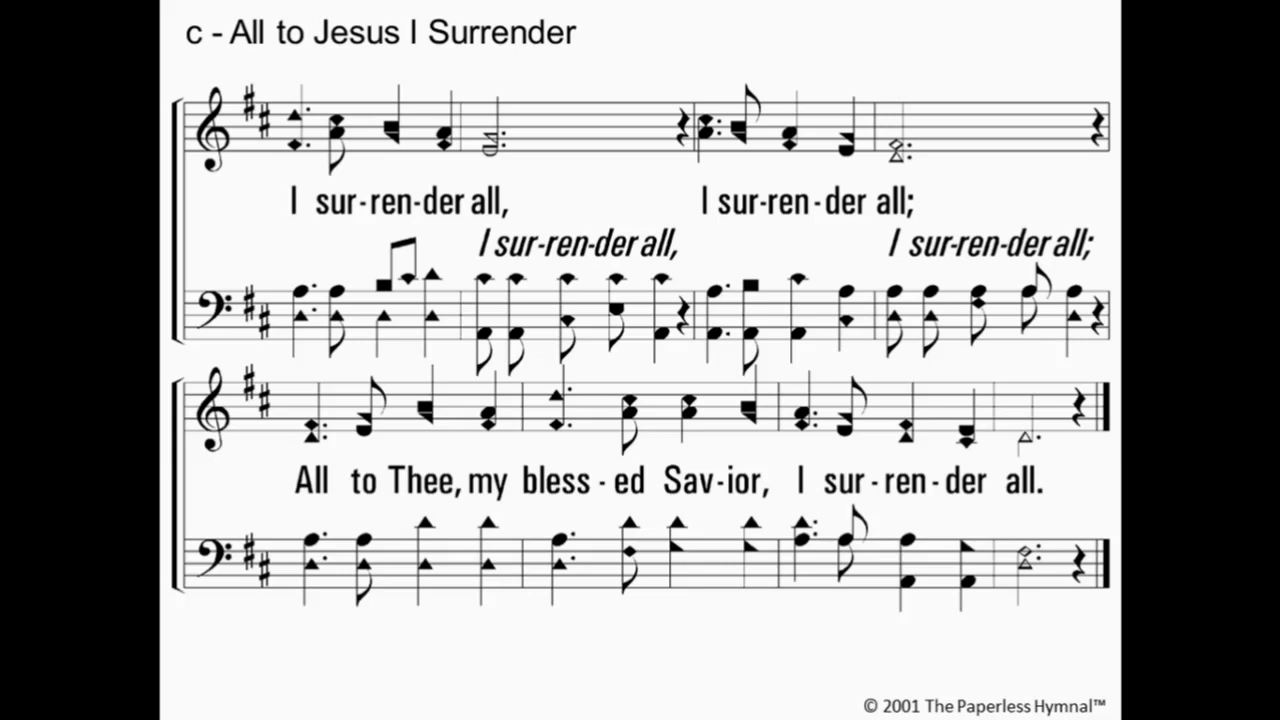 c - All to Jesus I Surrender
I sur-ren-der all, I sur-ren-der all;
I sur-ren-der all, I sur-ren-der all;
All to Thee, my bless-ed Sav-ior, I sur-ren-der all.
© 2001 The Paperless Hymnal™